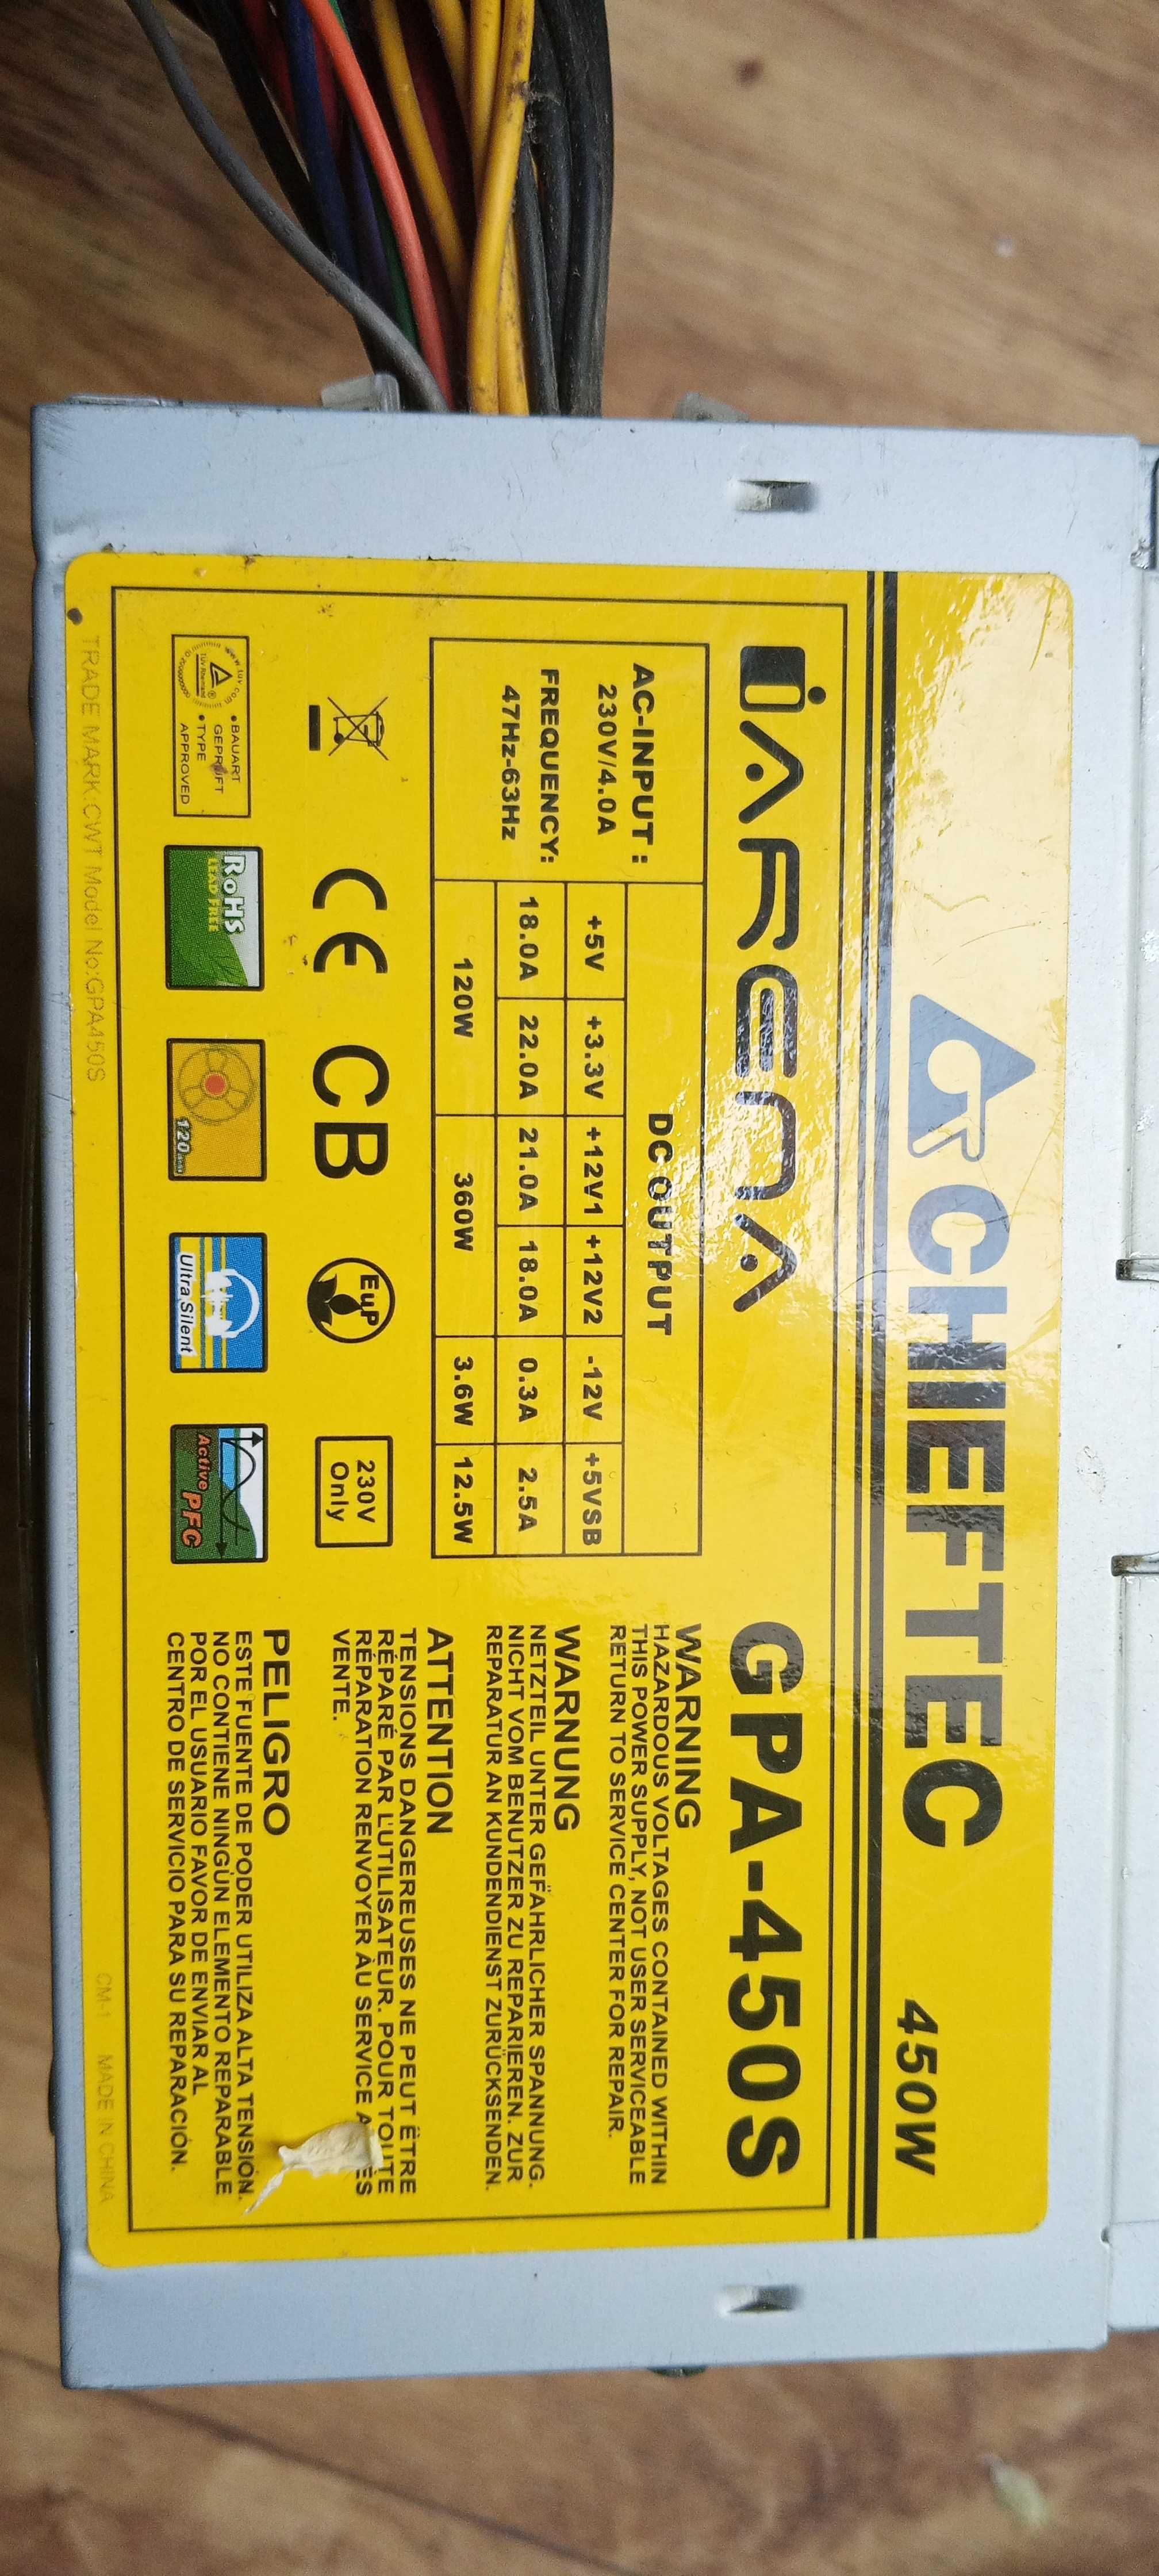 CHIEFTEC 450W
iARENA GPA-450S
AC-INPUT :
230V/4.0A
FREQUENCY:
47Hz-63Hz
DC OUTPUT
+5V +3.3V +12V1 +12V2 -12V +5VSB
18.0A 22.0A 21.0A 18.0A 0.3A 2.5A
120W 360W 3.6W 12.5W
WARNING
HAZARDOUS VOLTAGES CONTAINED WITHIN
THIS POWER SUPPLY, NOT USER SERVICEABLE
RETURN TO SERVICE CENTER FOR REPAIR.
WARNUNG
NETZTEIL UNTER GEFÄHRLICHER SPANNUNG.
NICHT VOM BENUTZER ZU REPARIEREN. ZUR
REPARATUR AN KUNDENDIENST ZURÜCKSENDEN.
ATTENTION
TENSIONS DANGEREUSES NE PEUT ÊTRE
RÉPARÉ PAR L'UTILISATEUR. POUR TOUTE
RÉPARATION RENVOYER AU SERVICE
VENTE.
PELIGRO
ESTE FUENTE DE PODER UTILIZA ALTA TENSIÓN.
NO CONTIENE NINGÚN ELEMENTO REPARABLE
POR EL USUARIO FAVOR DE ENVIAR AL
CENTRO DE SERVICIO PARA SU REPARACIÓN.
CE CB EuP 230V
Only
BAUART
GEPRÜFT
TYPE
APPROVED
RoHS
LEAD FREE
120mm
Ultra Silent
Active PFC
TRADE MARK:CWT Model No:GPA450S CM-1 MADE IN CHINA